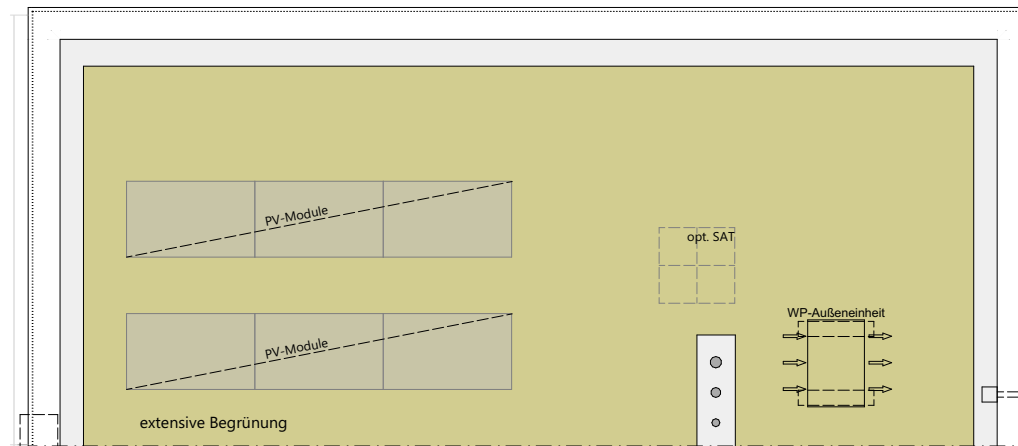 PV-Module
opt. SAT
WP-Außeneinheit
PV-Module
extensive Begrünung